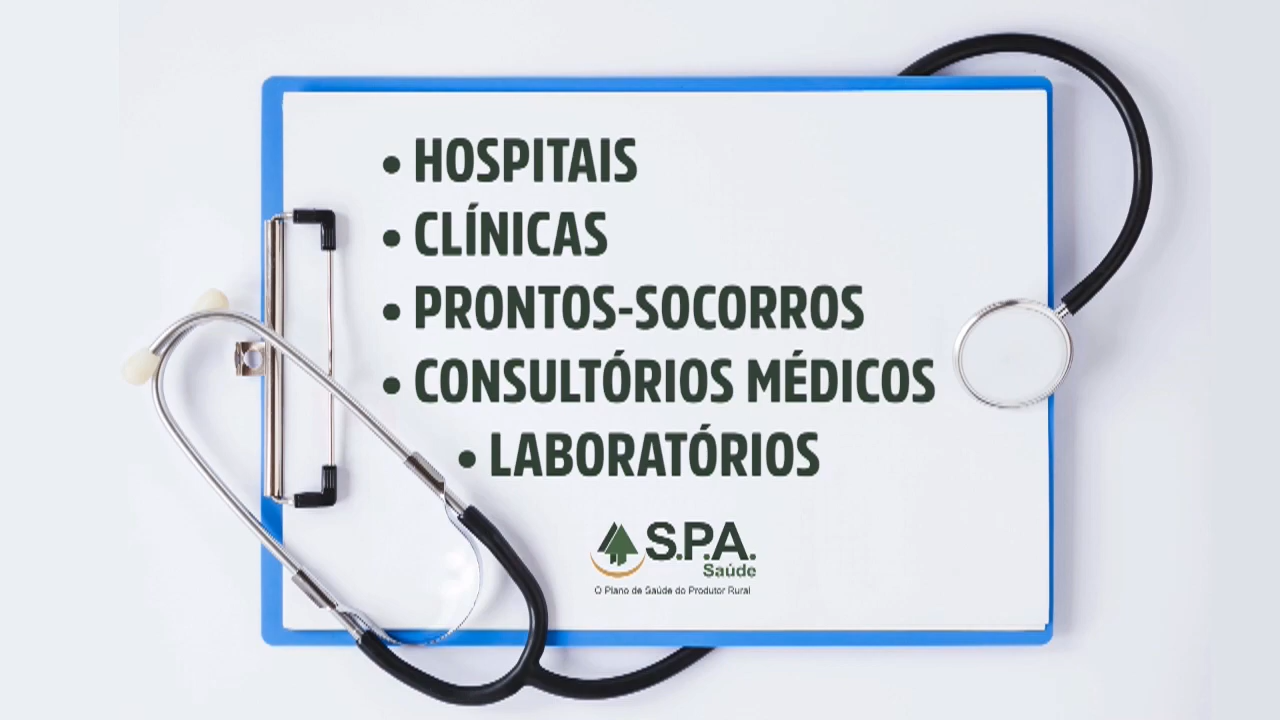 • HOSPITAIS
• CLÍNICAS
• PRONTOS-SOCORROS
• CONSULTÓRIOS MÉDICOS
• LABORATÓRIOS
S.P.A.
Saúde
O Plano de Saúde do Produtor Rural